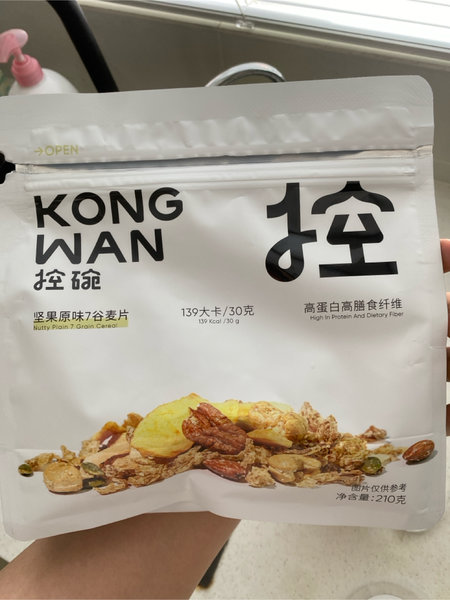 →OPEN
KONG
WAN
控碗
控
坚果原味7谷麦片
Nutty Plain 7 Grain Cereal
139大卡/30克
139 Kcal /30 g
高蛋白高膳食纤维
High In Protein And Dietary Fiber
图片仅供参考
净含量:210克